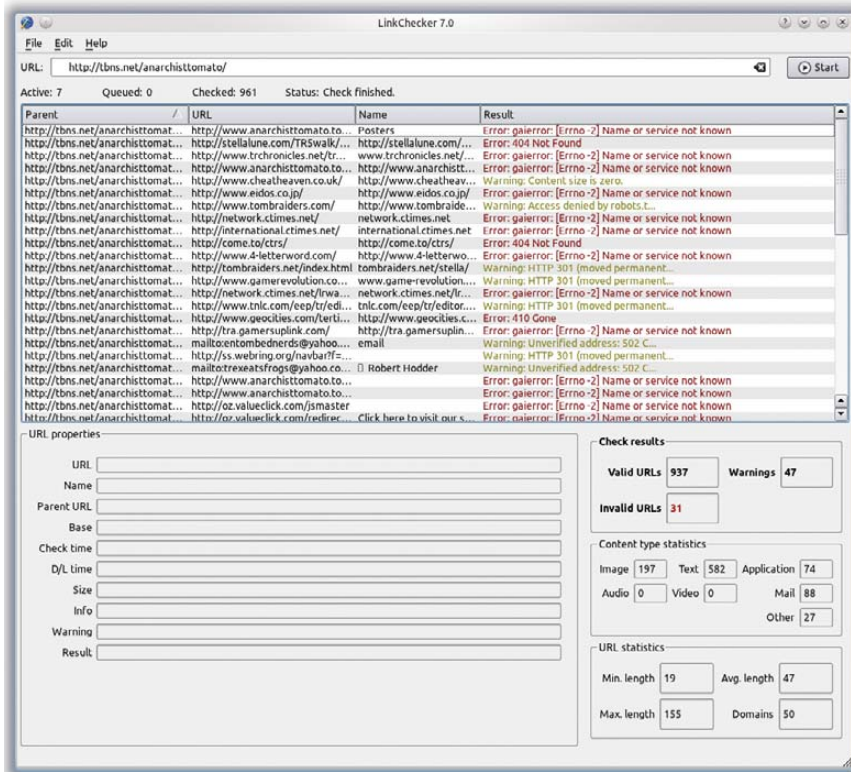 LinkChecker 7.0
File Edit Help
URL: http://tbns.net/anarchisttomato/ Start
Active: 7 Queued: 0 Checked: 961 Status: Check finished.
Parent / URL Name Result
http://tbns.net/anarchisttomat... http://www.anarchisttomato.to... Posters Error: gaierror: [Errno -2] Name or service not known
http://tbns.net/anarchisttomat... http://stellalune.com/TR5walk/... http://stellalune.com/... Error: 404 Not Found
http://tbns.net/anarchisttomat... http://www.trchronicles.net/tr... www.trchronicles.net/... Error: gaierror: [Errno -2] Name or service not known
http://tbns.net/anarchisttomat... http://www.anarchisttomato.to... http://www.anarchistt... Error: gaierror: [Errno -2] Name or service not known
http://tbns.net/anarchisttomat... http://www.cheatheaven.co.uk/ http://www.cheatheav... Warning: Content size is zero.
http://tbns.net/anarchisttomat... http://www.eidos.co.jp/ http://www.eidos.co.jp/ Error: gaierror: [Errno -2] Name or service not known
http://tbns.net/anarchisttomat... http://www.tombraiders.com/ http://www.tombraide... Warning: Access denied by robots.t...
http://tbns.net/anarchisttomat... http://network.ctimes.net/ network.ctimes.net Error: gaierror: [Errno -2] Name or service not known
http://tbns.net/anarchisttomat... http://international.ctimes.net/ international.ctimes.net Error: gaierror: [Errno -2] Name or service not known
http://tbns.net/anarchisttomat... http://come.to/ctrs/ http://come.to/ctrs/ Error: 404 Not Found
http://tbns.net/anarchisttomat... http://www.4-letterword.com/ http://www.4-letterwo... Error: gaierror: [Errno -2] Name or service not known
http://tbns.net/anarchisttomat... http://tombraiders.net/index.html tombraiders.net/stella/ Warning: HTTP 301 (moved permanent...
http://tbns.net/anarchisttomat... http://www.gamerevolution.co... www.game-revolution.... Warning: HTTP 301 (moved permanent...
http://tbns.net/anarchisttomat... http://network.ctimes.net/lrwa... network.ctimes.net/lr... Error: gaierror: [Errno -2] Name or service not known
http://tbns.net/anarchisttomat... http://www.tnlc.com/eep/tr/edi... tnlc.com/eep/tr/editor.... Warning: HTTP 301 (moved permanent...
http://tbns.net/anarchisttomat... http://www.geocities.com/terti... http://www.geocities.c... Error: 410 Gone
http://tbns.net/anarchisttomat... http://tra.gamersuplink.com/ http://tra.gamersuplin... Error: gaierror: [Errno -2] Name or service not known
http://tbns.net/anarchisttomat... mailto:entombednerds@yahoo.... email Warning: Unverified address: 502 C...
http://tbns.net/anarchisttomat... http://ss.webring.org/navbar?f=... Warning: HTTP 301 (moved permanent...
http://tbns.net/anarchisttomat... mailto:trexeatsfrogs@yahoo.co... Robert Hodder Warning: Unverified address: 502 C...
http://tbns.net/anarchisttomat... http://www.anarchisttomato.to... Error: gaierror: [Errno -2] Name or service not known
http://tbns.net/anarchisttomat... http://www.anarchisttomato.to... Error: gaierror: [Errno -2] Name or service not known
http://tbns.net/anarchisttomat... http://oz.valueclick.com/jsmaster Error: gaierror: [Errno -2] Name or service not known
http://tbns.net/anarchisttomat... http://oz.valueclick.com/redirec... Click here to visit our s... Error: gaierror: [Errno -2] Name or service not known
URL properties
URL
Name
Parent URL
Base
Check time
D/L time
Size
Info
Warning
Result
Check results
Valid URLs 937 Warnings 47
Invalid URLs 31
Content type statistics
Image 197 Text 582 Application 74
Audio 0 Video 0 Mail 88
Other 27
URL statistics
Min. length 19 Avg. length 47
Max. length 155 Domains 50